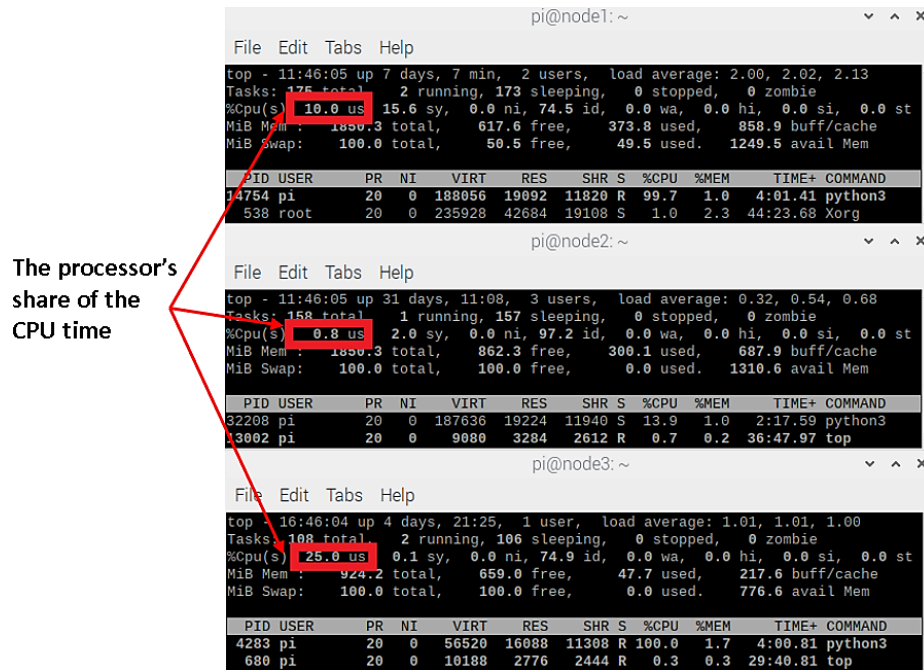 pi@node1: ~
File Edit Tabs Help
top - 11:46:05 up 7 days, 7 min, 2 users, load average: 2.00, 2.02, 2.13
Tasks: 175 total, 2 running, 173 sleeping, 0 stopped, 0 zombie
%Cpu(s) 10.0 us 15.6 sy, 0.0 ni, 74.5 id, 0.0 wa, 0.0 hi, 0.0 si, 0.0 st
MiB Mem : 1850.3 total, 617.6 free, 373.8 used, 858.9 buff/cache
MiB Swap: 100.0 total, 50.5 free, 49.5 used. 1249.5 avail Mem
PID USER PR NI VIRT RES SHR S %CPU %MEM TIME+ COMMAND
14754 pi 20 0 188056 19092 11820 R 99.7 1.0 4:01.41 python3
538 root 20 0 235928 42684 19108 S 1.0 2.3 44:23.68 Xorg
pi@node2: ~
File Edit Tabs Help
top - 11:46:05 up 31 days, 11:08, 3 users, load average: 0.32, 0.54, 0.68
Tasks: 158 total, 1 running, 157 sleeping, 0 stopped, 0 zombie
%Cpu(s) 0.8 us 2.0 sy, 0.0 ni, 97.2 id, 0.0 wa, 0.0 hi, 0.0 si, 0.0 st
MiB Mem : 1850.3 total, 862.3 free, 300.1 used, 687.9 buff/cache
MiB Swap: 100.0 total, 100.0 free, 0.0 used. 1310.6 avail Mem
PID USER PR NI VIRT RES SHR S %CPU %MEM TIME+ COMMAND
32208 pi 20 0 187636 19224 11940 S 13.9 1.0 2:17.59 python3
13002 pi 20 0 9080 3284 2612 R 0.7 0.2 36:47.97 top
pi@node3: ~
File Edit Tabs Help
top - 16:46:04 up 4 days, 21:25, 1 user, load average: 1.01, 1.01, 1.00
Tasks: 108 total, 2 running, 106 sleeping, 0 stopped, 0 zombie
%Cpu(s) 25.0 us 0.1 sy, 0.0 ni, 74.9 id, 0.0 wa, 0.0 hi, 0.0 si, 0.0 st
MiB Mem : 924.2 total, 659.0 free, 47.7 used, 217.6 buff/cache
MiB Swap: 100.0 total, 100.0 free, 0.0 used. 776.6 avail Mem
PID USER PR NI VIRT RES SHR S %CPU %MEM TIME+ COMMAND
4283 pi 20 0 56520 16088 11308 R 100.0 1.7 4:00.81 python3
680 pi 20 0 10188 2776 2444 R 0.3 0.3 29:40.81 top
The processor's
share of the
CPU time